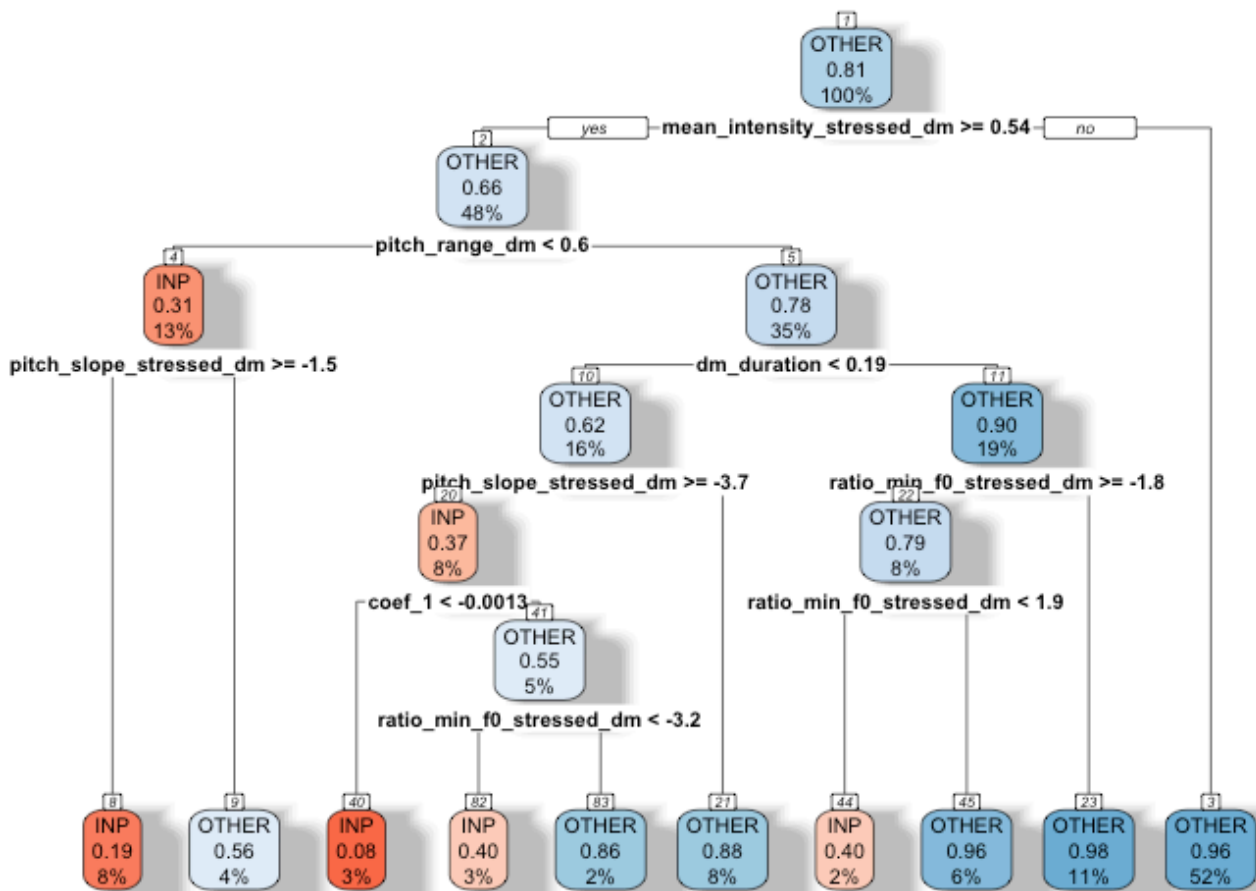 1
OTHER
0.81
100%
yes mean_intensity_stressed_dm >= 0.54 no
2
OTHER
0.66
48%
pitch_range_dm < 0.6
4
INP
0.31
13%
5
OTHER
0.78
35%
pitch_slope_stressed_dm >= -1.5
dm_duration < 0.19
10
OTHER
0.62
16%
11
OTHER
0.90
19%
pitch_slope_stressed_dm >= -3.7
ratio_min_f0_stressed_dm >= -1.8
20
INP
0.37
8%
22
OTHER
0.79
8%
coef_1 < -0.0013
ratio_min_f0_stressed_dm < 1.9
41
OTHER
0.55
5%
ratio_min_f0_stressed_dm < -3.2
8
INP
0.19
8%
9
OTHER
0.56
4%
40
INP
0.08
3%
82
INP
0.40
3%
83
OTHER
0.86
2%
21
OTHER
0.88
8%
44
INP
0.40
2%
45
OTHER
0.96
6%
23
OTHER
0.98
11%
3
OTHER
0.96
52%